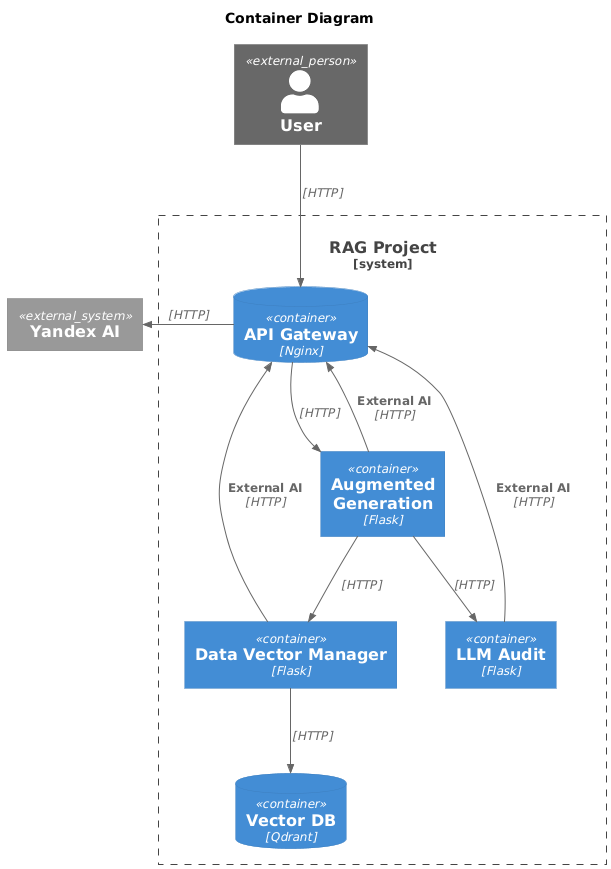 Container Diagram
«external_person»
User
[HTTP]
RAG Project
[system]
«external_system»
Yandex AI
[HTTP]
«container»
API Gateway
[Nginx]
[HTTP]
External AI
[HTTP]
«container»
Augmented
Generation
[Flask]
External AI
[HTTP]
External AI
[HTTP]
[HTTP]
[HTTP]
«container»
Data Vector Manager
[Flask]
«container»
LLM Audit
[Flask]
[HTTP]
«container»
Vector DB
[Qdrant]